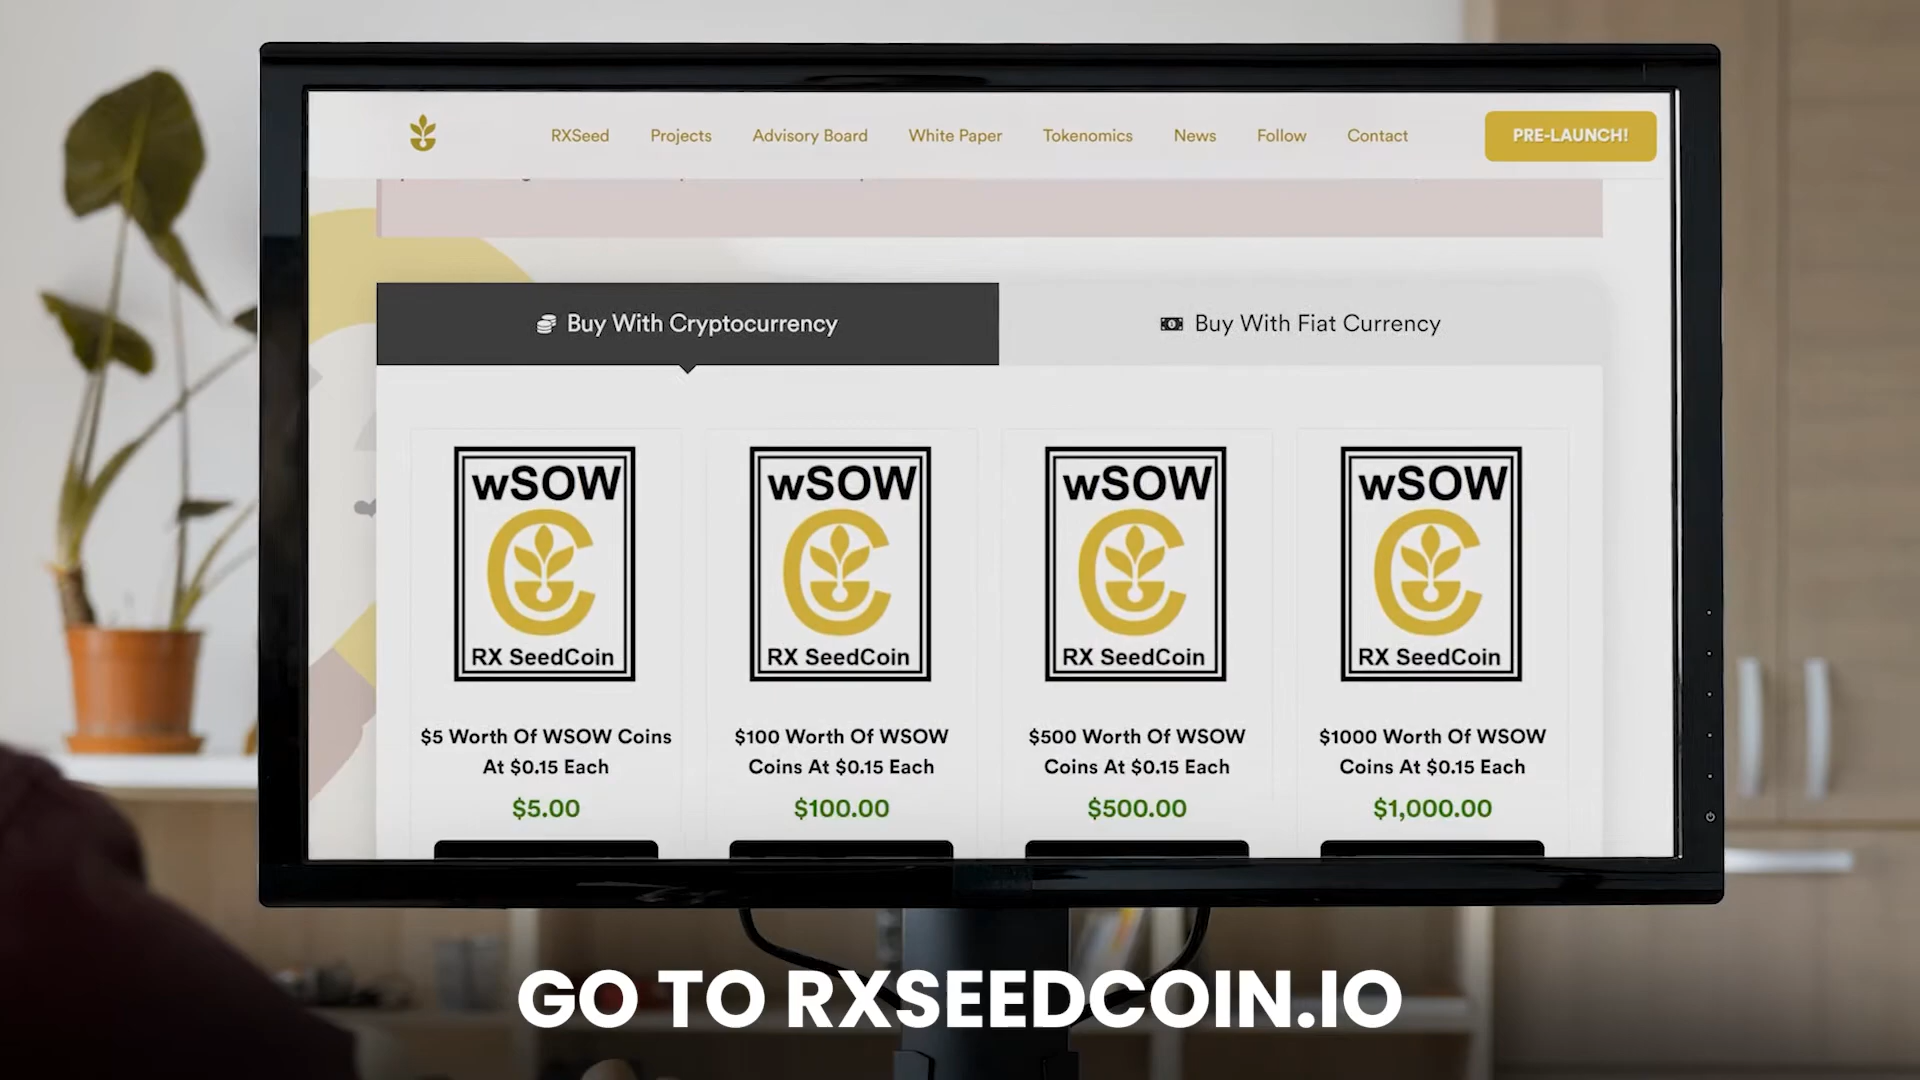 RXSeed Projects Advisory Board White Paper Tokenomics News Follow Contact PRE-LAUNCH!
Buy With Cryptocurrency Buy With Fiat Currency
wSOW wSOW wSOW wSOW
RX SeedCoin RX SeedCoin RX SeedCoin RX SeedCoin
$5 Worth Of WSOW Coins $100 Worth Of WSOW $500 Worth Of WSOW $1000 Worth Of WSOW
At $0.15 Each Coins At $0.15 Each Coins At $0.15 Each Coins At $0.15 Each
$5.00 $100.00 $500.00 $1,000.00
GO TO RXSEEDCOIN.IO